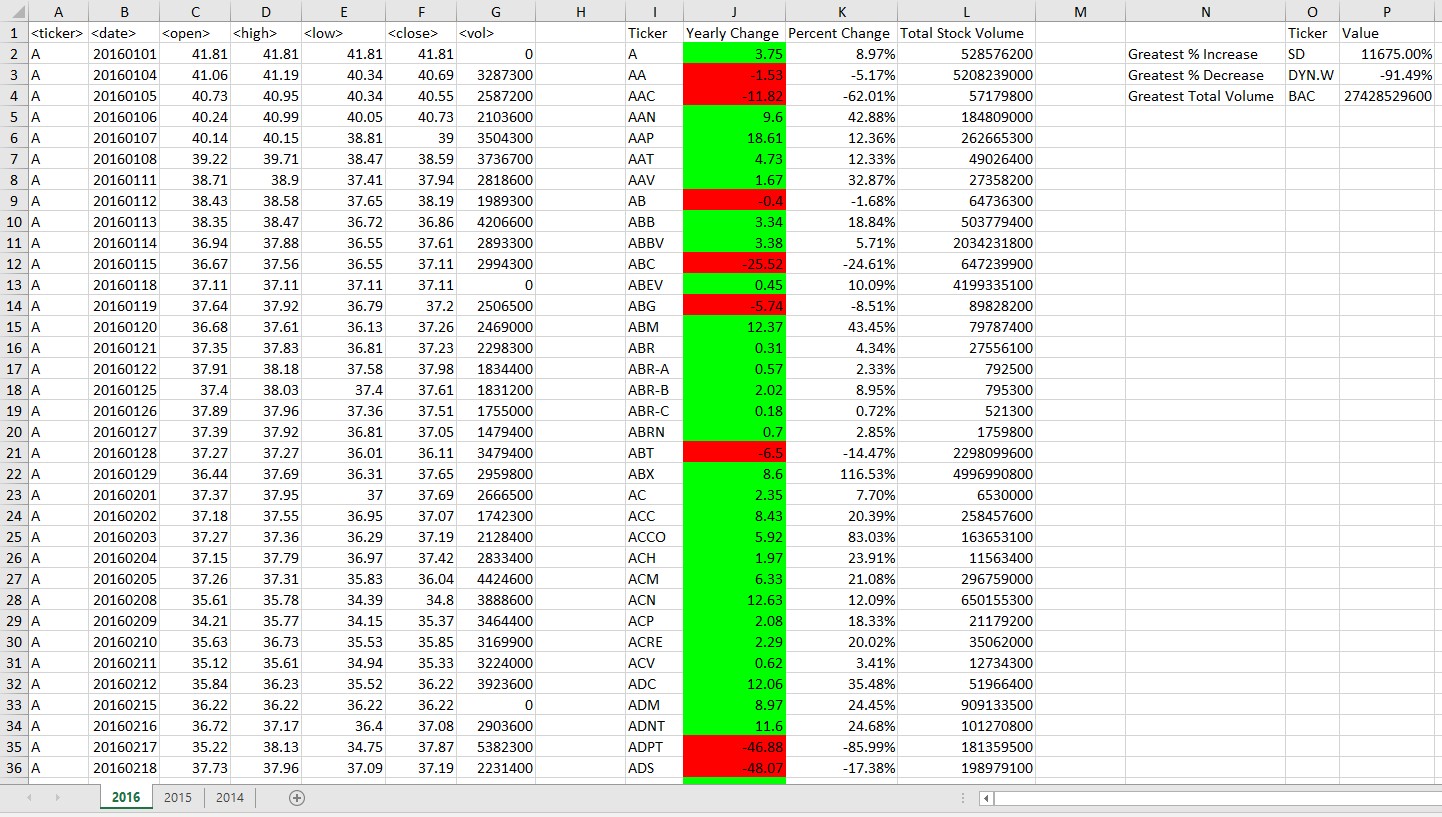 A B C D E F G H I J K L M N O P
1 <ticker> <date> <open> <high> <low> <close> <vol> Ticker Yearly Change Percent Change Total Stock Volume Ticker Value
2 A 20160101 41.81 41.81 41.81 41.81 0 A 3.75 8.97% 528576200 Greatest % Increase SD 11675.00%
3 A 20160104 41.06 41.19 40.34 40.69 3287300 AA -1.53 -5.17% 5208239000 Greatest % Decrease DYN.W -91.49%
4 A 20160105 40.73 40.95 40.34 40.55 2587200 AAC -11.82 -62.01% 57179800 Greatest Total Volume BAC 27428529600
5 A 20160106 40.24 40.99 40.05 40.73 2103600 AAN 9.6 42.88% 184809000
6 A 20160107 40.14 40.15 38.81 39 3504300 AAP 18.61 12.36% 262665300
7 A 20160108 39.22 39.71 38.47 38.59 3736700 AAT 4.73 12.33% 49026400
8 A 20160111 38.71 38.9 37.41 37.94 2818600 AAV 1.67 32.87% 27358200
9 A 20160112 38.43 38.58 37.65 38.19 1989300 AB -0.4 -1.68% 64736300
10 A 20160113 38.35 38.47 36.72 36.86 4206600 ABB 3.34 18.84% 503779400
11 A 20160114 36.94 37.88 36.55 37.61 2893300 ABBV 3.38 5.71% 2034231800
12 A 20160115 36.67 37.56 36.55 37.11 2994300 ABC -25.52 -24.61% 647239900
13 A 20160118 37.11 37.11 37.11 37.11 0 ABEV 0.45 10.09% 4199335100
14 A 20160119 37.64 37.92 36.79 37.2 2506500 ABG -5.74 -8.51% 89828200
15 A 20160120 36.68 37.61 36.13 37.26 2469000 ABM 12.37 43.45% 79787400
16 A 20160121 37.35 37.83 36.81 37.23 2298300 ABR 0.31 4.34% 27556100
17 A 20160122 37.91 38.18 37.58 37.98 1834400 ABR-A 0.57 2.33% 792500
18 A 20160125 37.4 38.03 37.4 37.61 1831200 ABR-B 2.02 8.95% 795300
19 A 20160126 37.89 37.96 37.36 37.51 1755000 ABR-C 0.18 0.72% 521300
20 A 20160127 37.39 37.92 36.81 37.05 1479400 ABRN 0.7 2.85% 1759800
21 A 20160128 37.27 37.27 36.01 36.11 3479400 ABT -6.5 -14.47% 2298099600
22 A 20160129 36.44 37.69 36.31 37.65 2959800 ABX 8.6 116.53% 4996990800
23 A 20160201 37.37 37.95 37 37.69 2666500 AC 2.35 7.70% 6530000
24 A 20160202 37.18 37.55 36.95 37.07 1742300 ACC 8.43 20.39% 258457600
25 A 20160203 37.27 37.36 36.29 37.19 2128400 ACCO 5.92 83.03% 163653100
26 A 20160204 37.15 37.79 36.97 37.42 2833400 ACH 1.97 23.91% 11563400
27 A 20160205 37.26 37.31 35.83 36.04 4424600 ACM 6.33 21.08% 296759000
28 A 20160208 35.61 35.78 34.39 34.8 3888600 ACN 12.63 12.09% 650155300
29 A 20160209 34.21 35.77 34.15 35.37 3464400 ACP 2.08 18.33% 21179200
30 A 20160210 35.63 36.73 35.53 35.85 3169900 ACRE 2.29 20.02% 35062000
31 A 20160211 35.12 35.61 34.94 35.33 3224000 ACV 0.62 3.41% 12734300
32 A 20160212 35.84 36.23 35.52 36.22 3923600 ADC 12.06 35.48% 51966400
33 A 20160215 36.22 36.22 36.22 36.22 0 ADM 8.97 24.45% 909133500
34 A 20160216 36.72 37.17 36.4 37.08 2903600 ADNT 11.6 24.68% 101270800
35 A 20160217 35.22 38.13 34.75 37.87 5382300 ADPT -46.88 -85.99% 181359500
36 A 20160218 37.73 37.96 37.09 37.19 2231400 ADS -48.07 -17.38% 198979100
2016 2015 2014